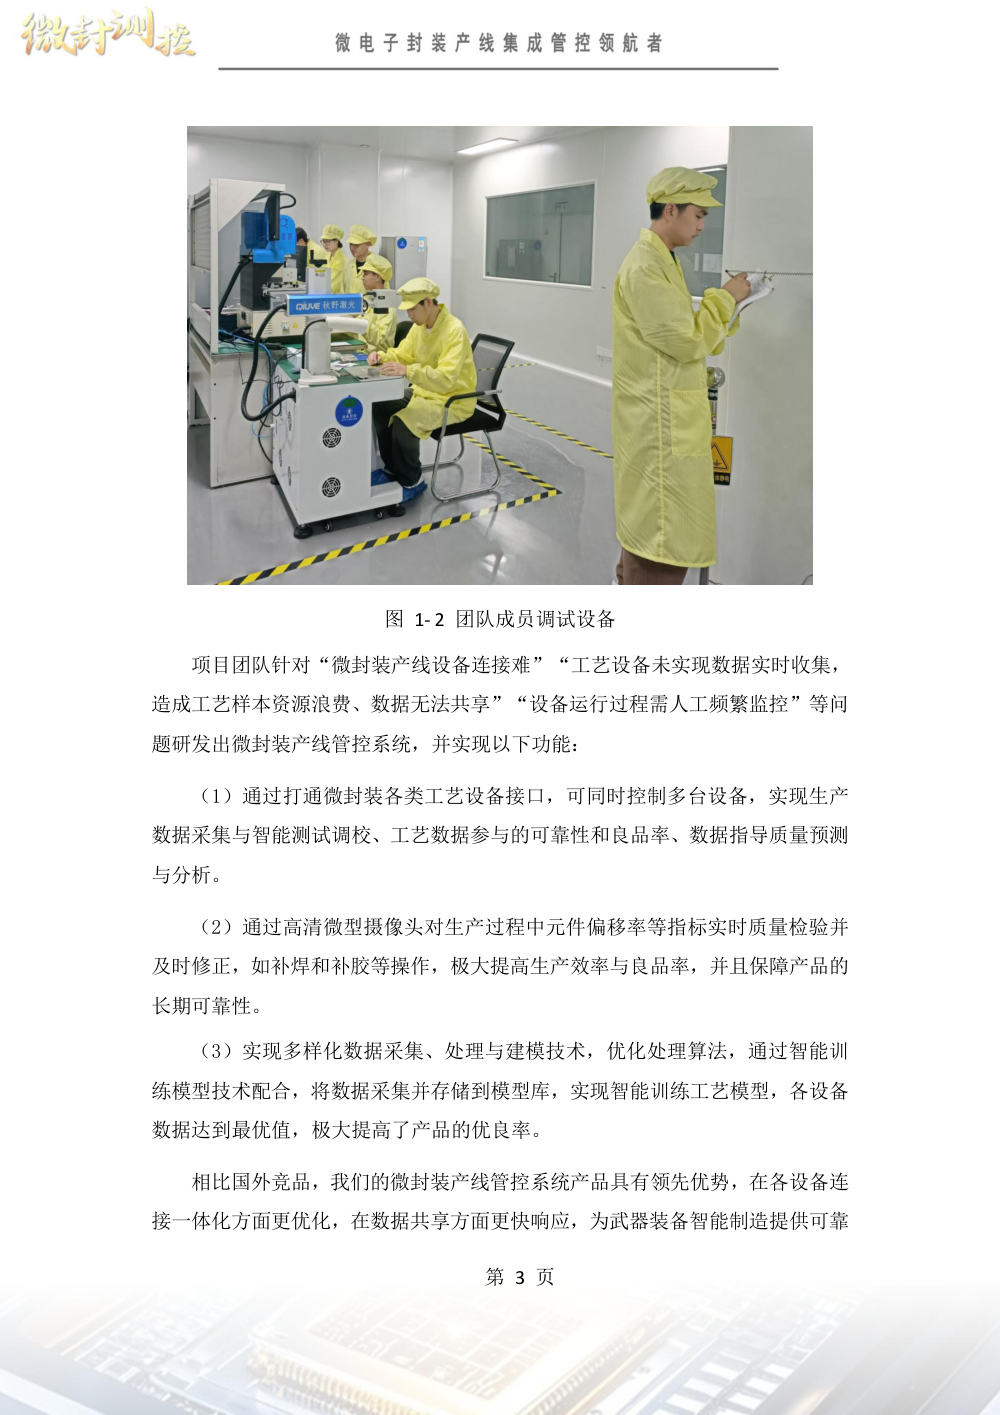 微封测控
微电子封装产线集成管控领航者
QIUYE 秋野激光
图 1-2 团队成员调试设备
项目团队针对“微封装产线设备连接难”“工艺设备未实现数据实时收集，
造成工艺样本资源浪费、数据无法共享”“设备运行过程需人工频繁监控”等问
题研发出微封装产线管控系统，并实现以下功能：
（1）通过打通微封装各类工艺设备接口，可同时控制多台设备，实现生产
数据采集与智能测试调校、工艺数据参与的可靠性和良品率、数据指导质量预测
与分析。
（2）通过高清微型摄像头对生产过程中元件偏移率等指标实时质量检验并
及时修正，如补焊和补胶等操作，极大提高生产效率与良品率，并且保障产品的
长期可靠性。
（3）实现多样化数据采集、处理与建模技术，优化处理算法，通过智能训
练模型技术配合，将数据采集并存储到模型库，实现智能训练工艺模型，各设备
数据达到最优值，极大提高了产品的优良率。
相比国外竞品，我们的微封装产线管控系统产品具有领先优势，在各设备连
接一体化方面更优化，在数据共享方面更快响应，为武器装备智能制造提供可靠
第 3 页